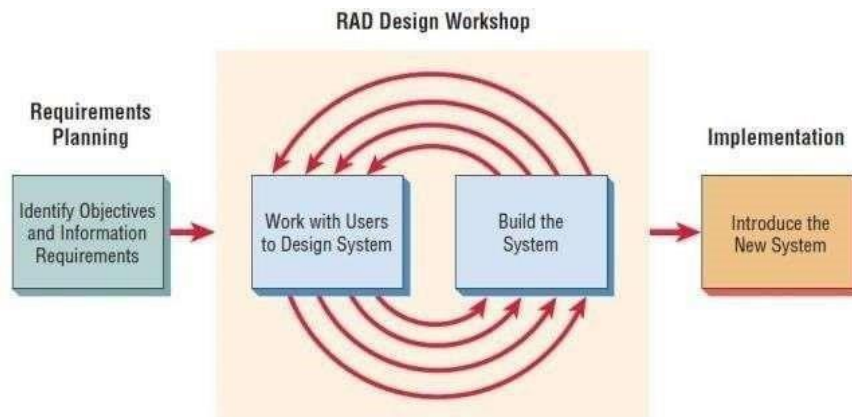 RAD Design Workshop
Requirements
Planning
Identify Objectives
and Information
Requirements
Work with Users
to Design System
Build the
System
Implementation
Introduce the
New System